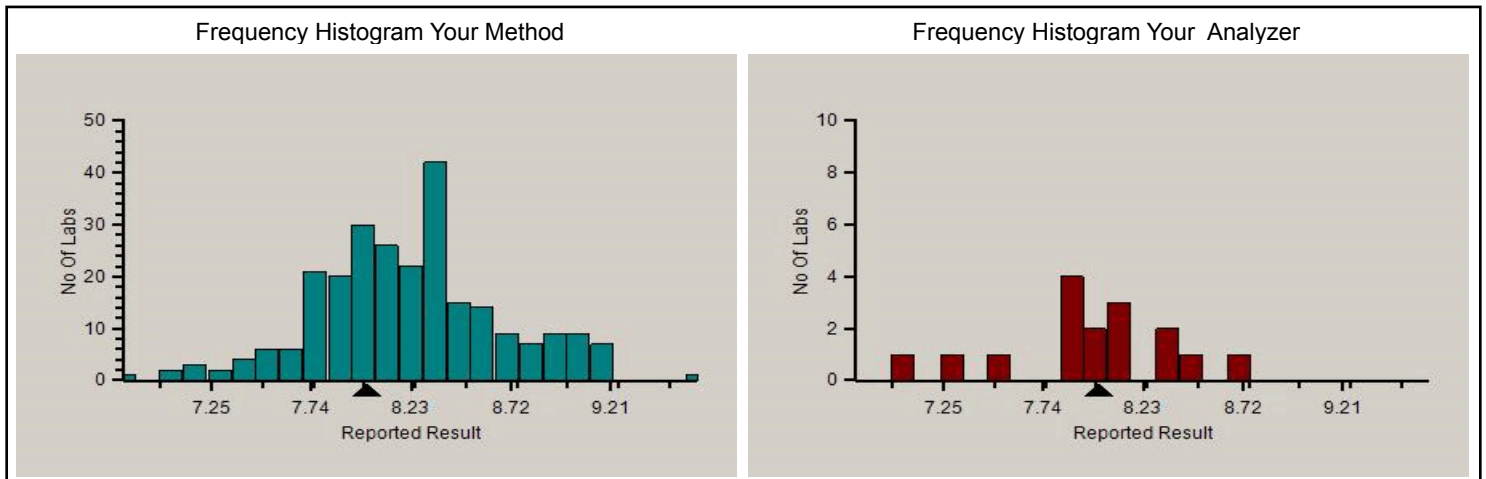 Frequency Histogram Your Method
50
40
30
20
10
0
No Of Labs
7.25 7.74 8.23 8.72 9.21
Reported Result
Frequency Histogram Your Analyzer
10
8
6
4
2
0
No Of Labs
7.25 7.74 8.23 8.72 9.21
Reported Result